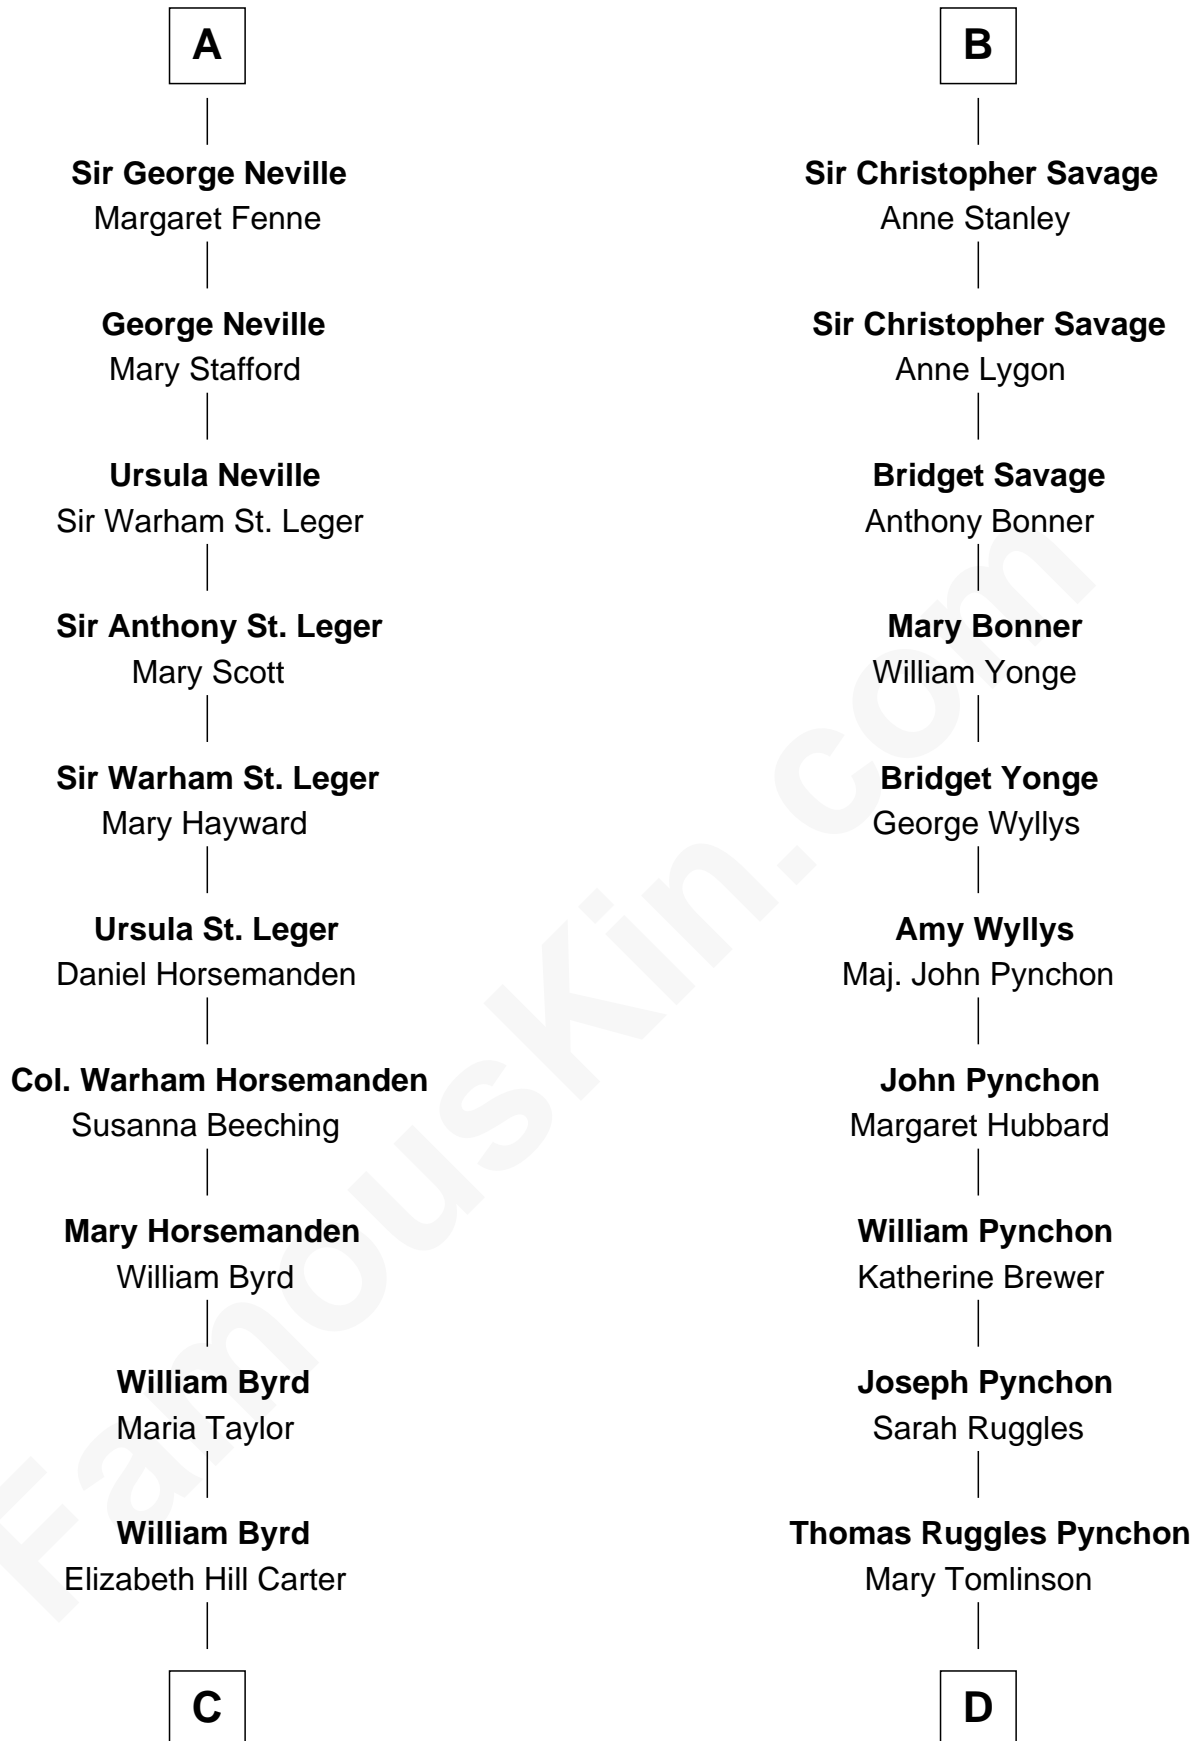 A
Sir George Neville
Margaret Fenne
George Neville
Mary Stafford
Ursula Neville
Sir Warham St. Leger
Sir Anthony St. Leger
Mary Scott
Sir Warham St. Leger
Mary Hayward
Ursula St. Leger
Daniel Horsemanden
Col. Warham Horsemanden
Susanna Beeching
Mary Horsemanden
William Byrd
William Byrd
Maria Taylor
William Byrd
Elizabeth Hill Carter
C
B
Sir Christopher Savage
Anne Stanley
Sir Christopher Savage
Anne Lygon
Bridget Savage
Anthony Bonner
Mary Bonner
William Yonge
Bridget Yonge
George Wyllys
Amy Wyllys
Maj. John Pynchon
John Pynchon
Margaret Hubbard
William Pynchon
Katherine Brewer
Joseph Pynchon
Sarah Ruggles
Thomas Ruggles Pynchon
Mary Tomlinson
D
FamousKin.com